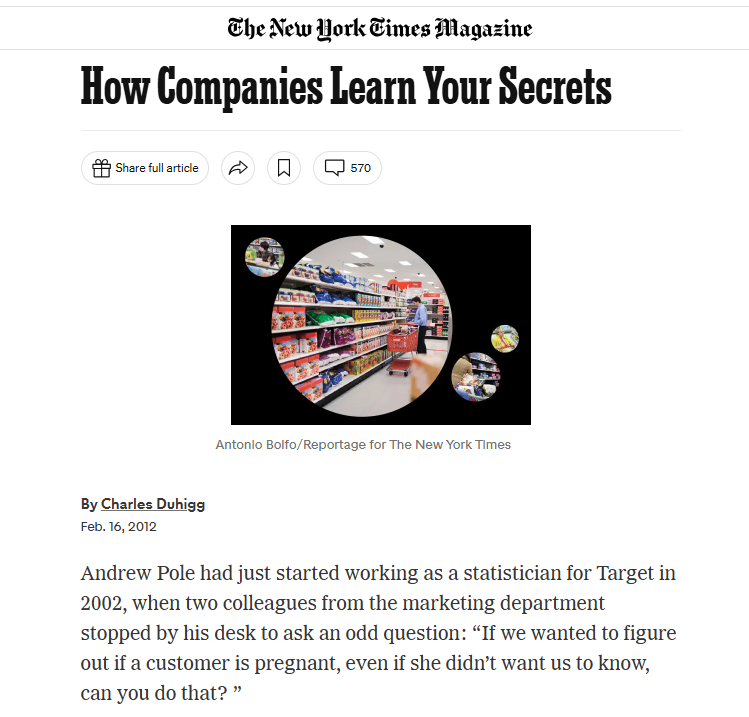 The New York Times Magazine
How Companies Learn Your Secrets
Share full article
570
Antonio Bolfo/Reportage for The New York Times
By Charles Duhigg
Feb. 16, 2012
Andrew Pole had just started working as a statistician for Target in
2002, when two colleagues from the marketing department
stopped by his desk to ask an odd question: “If we wanted to figure
out if a customer is pregnant, even if she didn’t want us to know,
can you do that? ”